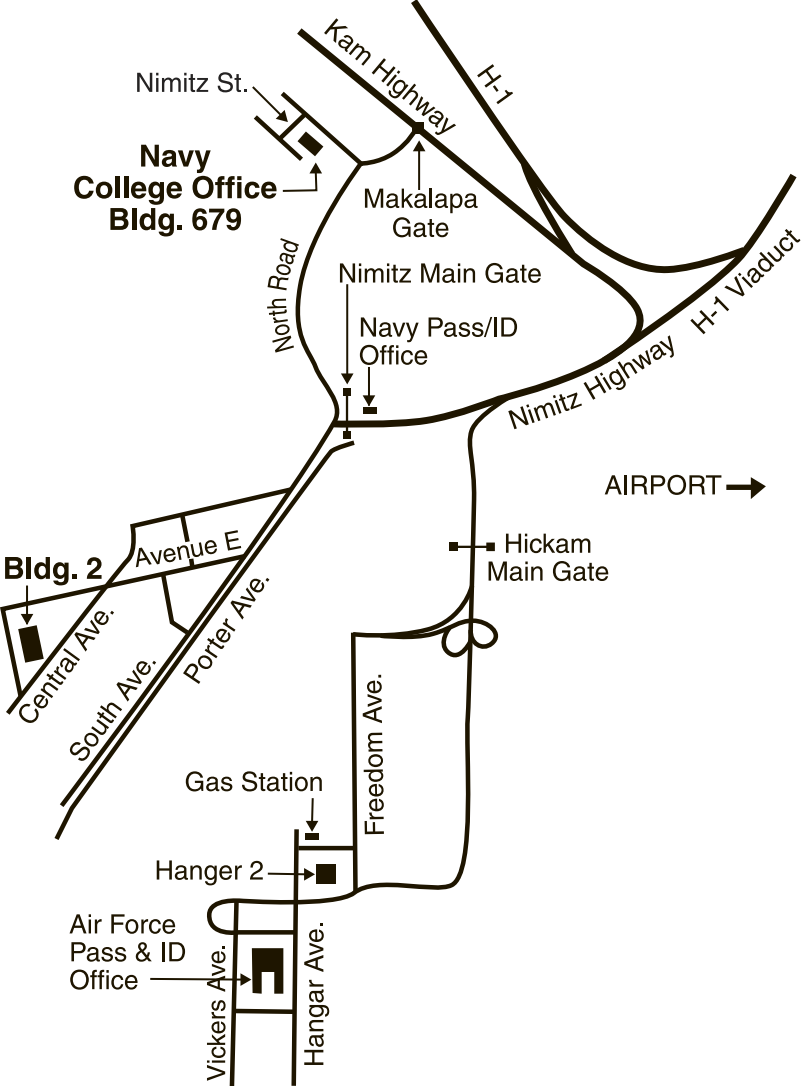 Kam Highway
H-1
Nimitz St.
Navy
College Office
Bldg. 679
Makalapa
Gate
North Road
Nimitz Main Gate
Navy Pass/ID
Office
H-1 Viaduct
Nimitz Highway
AIRPORT
Hickam
Main Gate
Avenue E
Bldg. 2
Central Ave.
South Ave.
Porter Ave.
Freedom Ave.
Gas Station
Hanger 2
Air Force
Pass & ID
Office
Vickers Ave.
Hangar Ave.